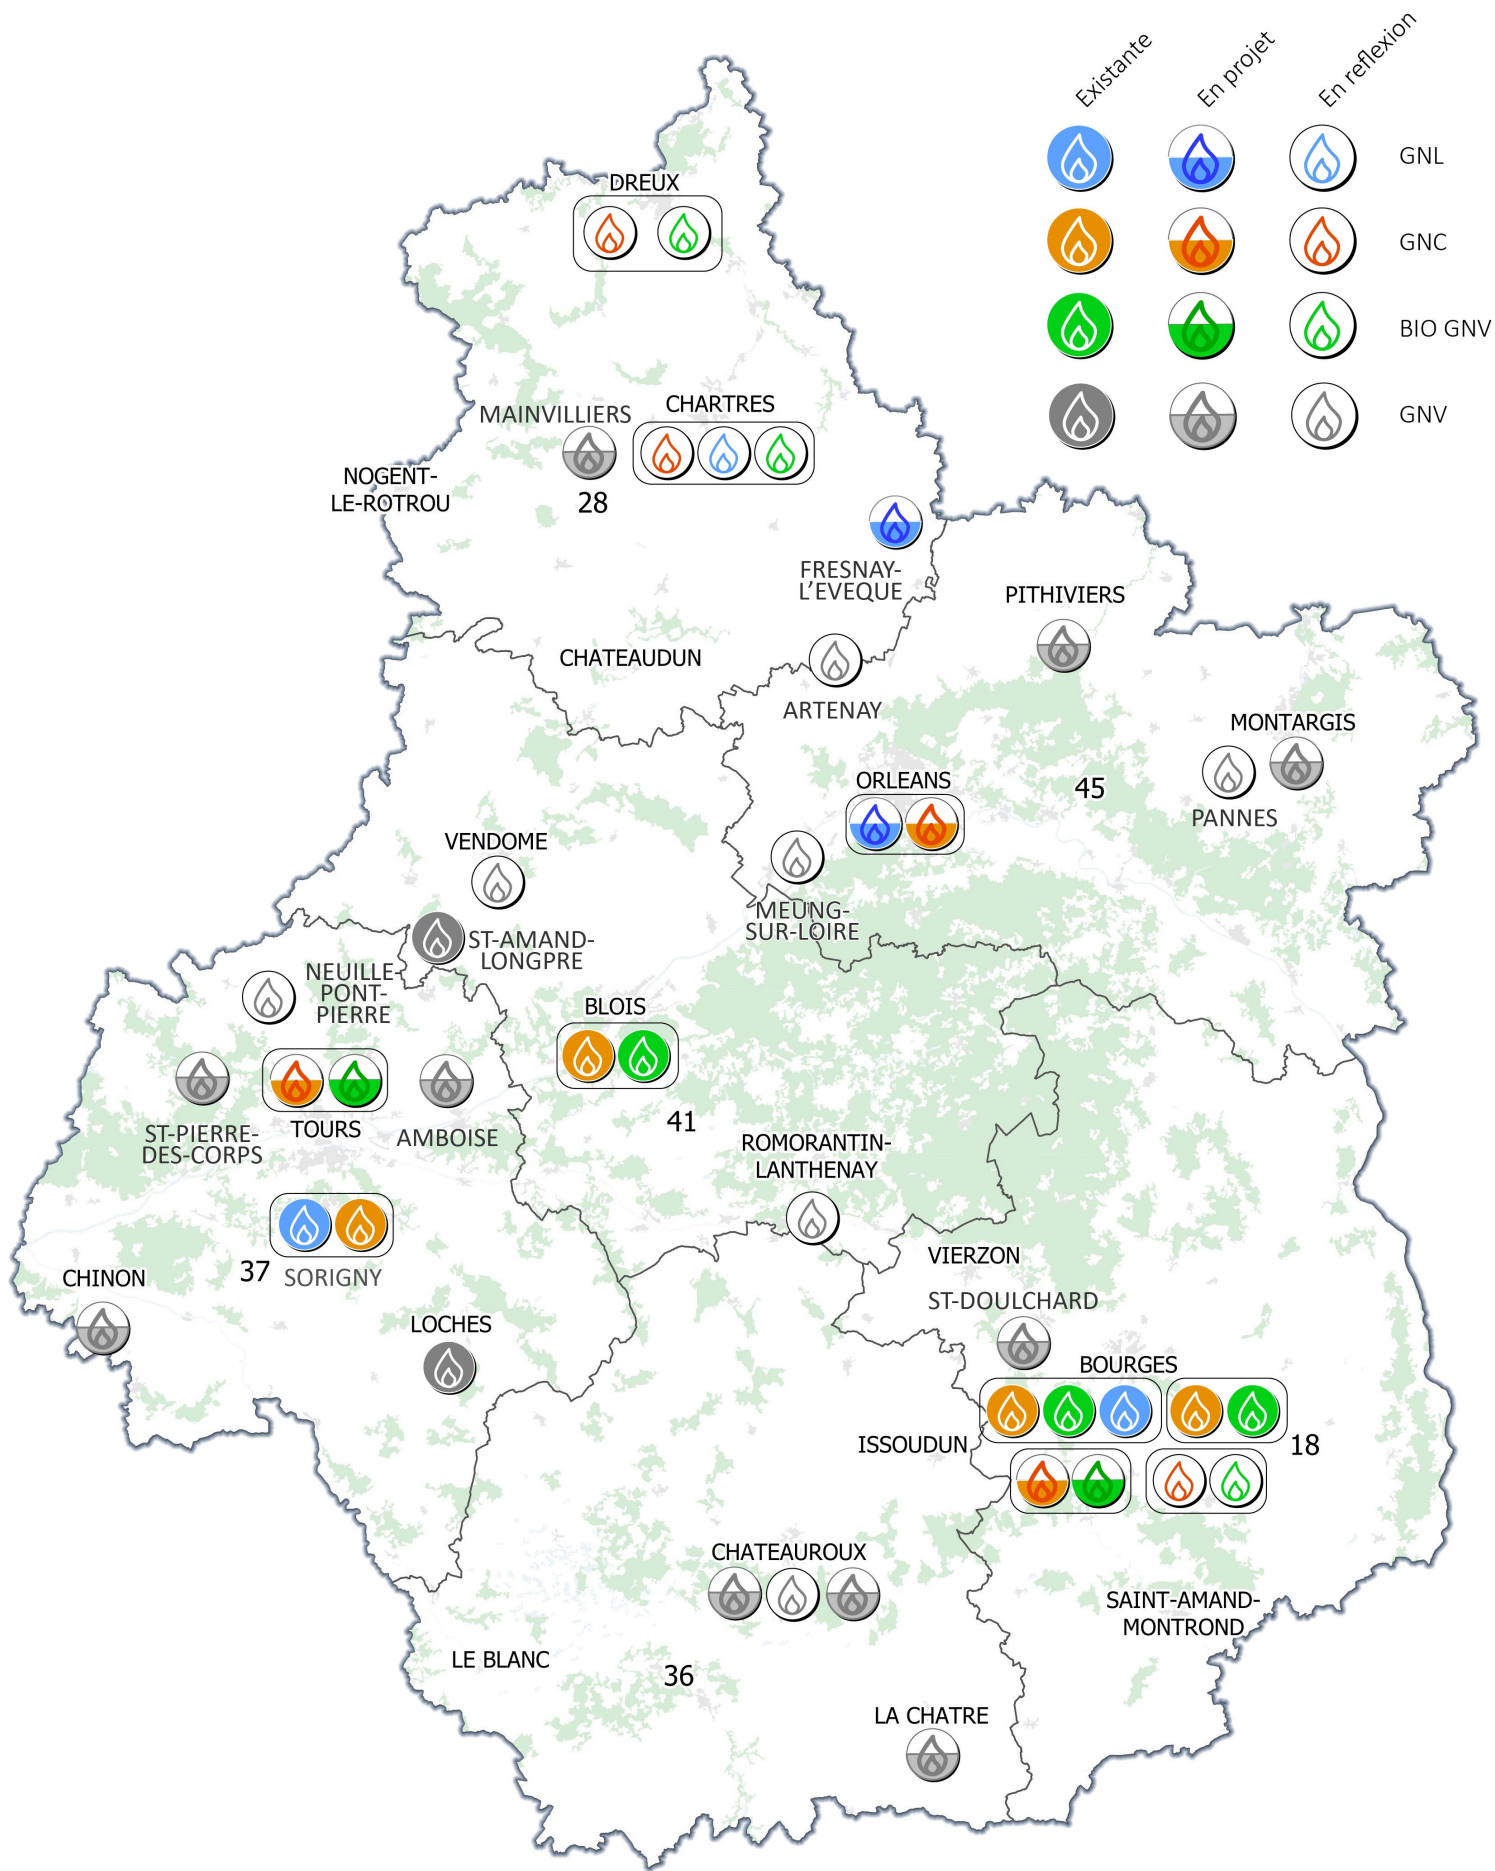 Existante
En projet
En reflexion
GNL
GNC
BIO GNV
GNV
DREUX
MAINVILLIERS
CHARTRES
NOGENT-
LE-ROTROU
28
FRESNAY-
L'EVEQUE
PITHIVIERS
CHATEAUDUN
ARTENAY
MONTARGIS
ORLEANS
45
PANNES
VENDOME
MEUNG-
SUR-LOIRE
ST-AMAND-
LONGPRE
NEUILLE-
PONT-
PIERRE
BLOIS
41
TOURS
ST-PIERRE-
DES-CORPS
AMBOISE
ROMORANTIN-
LANTHENAY
37
SORIGNY
CHINON
VIERZON
ST-DOULCHARD
LOCHES
BOURGES
ISSOUDUN
18
CHATEAUROUX
SAINT-AMAND-
MONTROND
LE BLANC
36
LA CHATRE